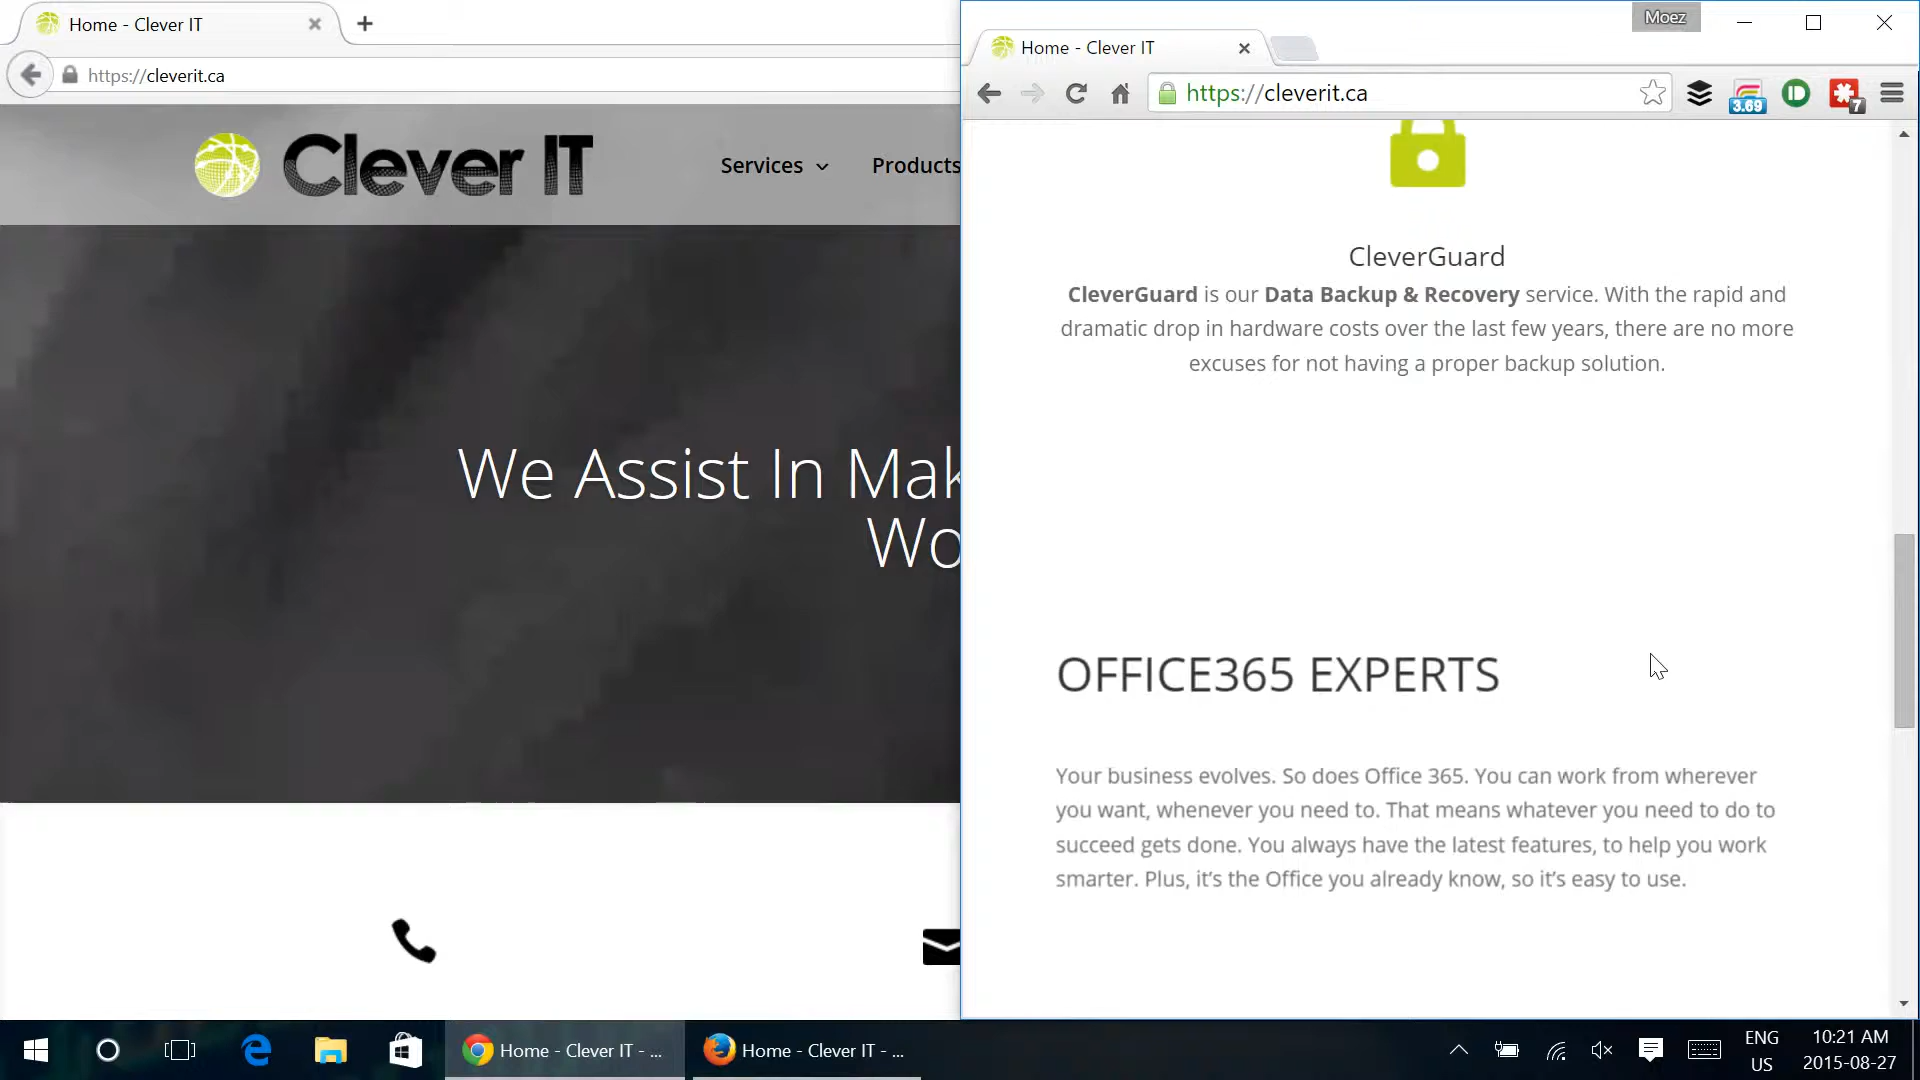 Home - Clever IT
https://cleverit.ca
Clever IT
Services
Products
We Assist In Mak
Wo
Moez
Home - Clever IT
https://cleverit.ca
3.69
7
CleverGuard
CleverGuard is our Data Backup & Recovery service. With the rapid and
dramatic drop in hardware costs over the last few years, there are no more
excuses for not having a proper backup solution.
OFFICE365 EXPERTS
Your business evolves. So does Office 365. You can work from wherever
you want, whenever you need to. That means whatever you need to do to
succeed gets done. You always have the latest features, to help you work
smarter. Plus, it's the Office you already know, so it's easy to use.
Home - Clever IT - ...
Home - Clever IT - ...
ENG
US
10:21 AM
2015-08-27